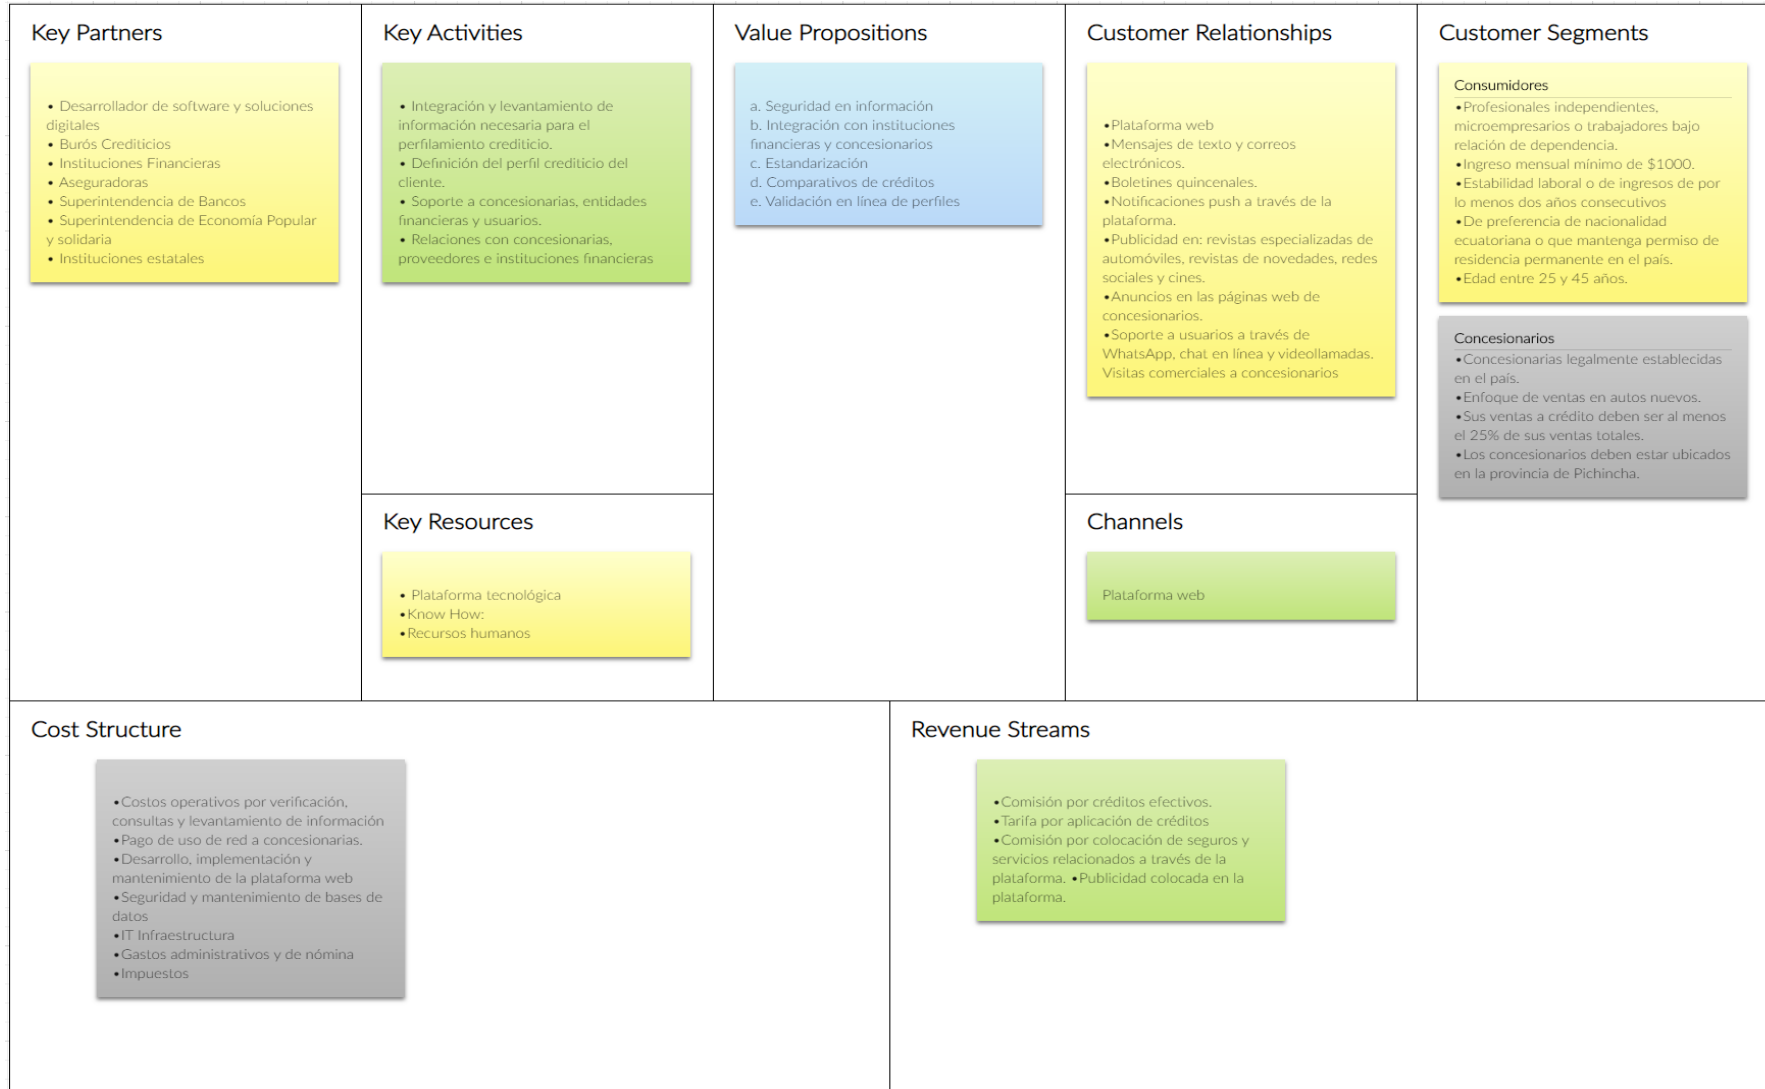 Key Partners
• Desarrollador de software y soluciones
digitales
• Burós Crediticios
• Instituciones Financieras
• Aseguradoras
• Superintendencia de Bancos
• Superintendencia de Economía Popular
y solidaria
• Instituciones estatales
Key Activities
• Integración y levantamiento de
información necesaria para el
perfilamiento crediticio.
• Definición del perfil crediticio del
cliente.
• Soporte a concesionarias, entidades
financieras y usuarios.
• Relaciones con concesionarias,
proveedores e instituciones financieras
Key Resources
• Plataforma tecnológica
•Know How:
•Recursos humanos
Value Propositions
a. Seguridad en información
b. Integración con instituciones
financieras y concesionarios
c. Estandarización
d. Comparativos de créditos
e. Validación en línea de perfiles
Customer Relationships
•Plataforma web
•Mensajes de texto y correos
electrónicos.
•Boletines quincenales.
•Notificaciones push a través de la
plataforma.
•Publicidad en: revistas especializadas de
automóviles, revistas de novedades, redes
sociales y cines.
•Anuncios en las páginas web de
concesionarios.
•Soporte a usuarios a través de
WhatsApp, chat en línea y videollamadas.
Visitas comerciales a concesionarios
Channels
Plataforma web
Customer Segments
Consumidores
•Profesionales independientes,
microempresarios o trabajadores bajo
relación de dependencia.
•Ingreso mensual mínimo de $1000.
•Estabilidad laboral o de ingresos de por
lo menos dos años consecutivos
•De preferencia de nacionalidad
ecuatoriana o que mantenga permiso de
residencia permanente en el país.
•Edad entre 25 y 45 años.
Concesionarios
•Concesionarias legalmente establecidas
en el país.
•Enfoque de ventas en autos nuevos.
•Sus ventas a crédito deben ser al menos
el 25% de sus ventas totales.
•Los concesionarios deben estar ubicados
en la provincia de Pichincha.
Cost Structure
•Costos operativos por verificación,
consultas y levantamiento de información
•Pago de uso de red a concesionarias.
•Desarrollo, implementación y
mantenimiento de la plataforma web
•Seguridad y mantenimiento de bases de
datos
•IT Infraestructura
•Gastos administrativos y de nómina
•Impuestos
Revenue Streams
•Comisión por créditos efectivos.
•Tarifa por aplicación de créditos
•Comisión por colocación de seguros y
servicios relacionados a través de la
plataforma. •Publicidad colocada en la
plataforma.